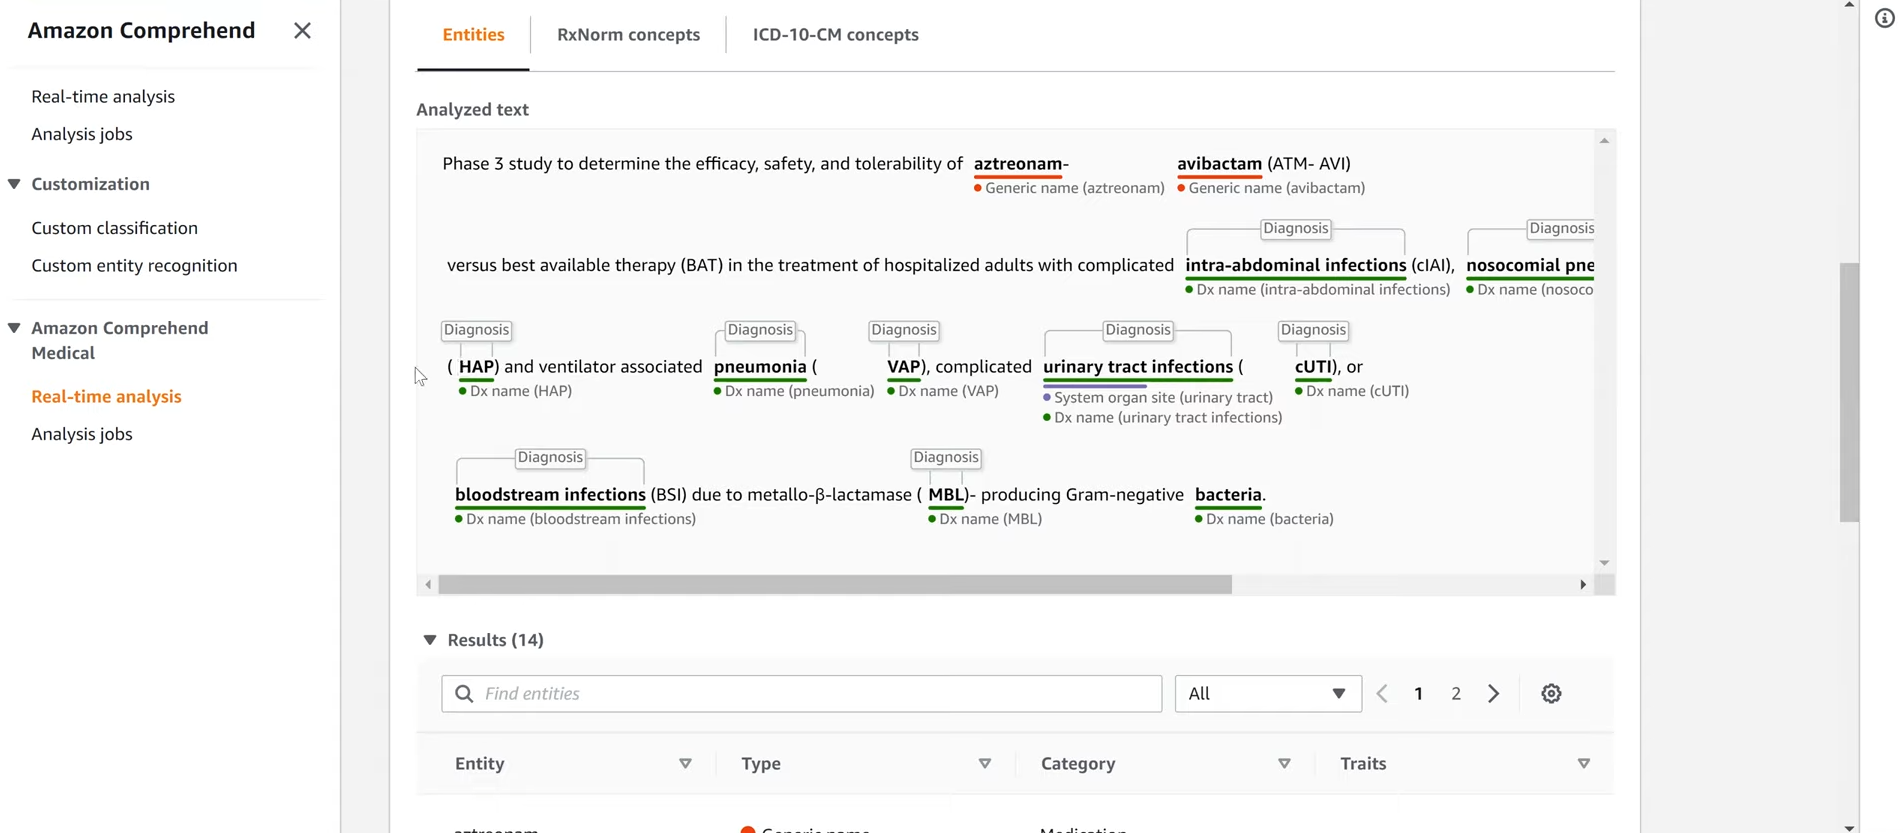 Amazon Comprehend
Real-time analysis
Analysis jobs
Customization
Custom classification
Custom entity recognition
Amazon Comprehend
Medical
Real-time analysis
Analysis jobs
Entities RxNorm concepts ICD-10-CM concepts
Analyzed text
Phase 3 study to determine the efficacy, safety, and tolerability of aztreonam- avibactam (ATM- AVI)
Generic name (aztreonam) Generic name (avibactam)
Diagnosis Diagnosis
versus best available therapy (BAT) in the treatment of hospitalized adults with complicated intra-abdominal infections (cIAI), nosocomial pne
Dx name (intra-abdominal infections) Dx name (nosoco
Diagnosis Diagnosis Diagnosis Diagnosis Diagnosis
( HAP) and ventilator associated pneumonia ( VAP), complicated urinary tract infections ( cUTI), or
Dx name (HAP) Dx name (pneumonia) Dx name (VAP) System organ site (urinary tract) Dx name (cUTI)
Dx name (urinary tract infections)
Diagnosis Diagnosis
bloodstream infections (BSI) due to metallo-β-lactamase ( MBL)- producing Gram-negative bacteria.
Dx name (bloodstream infections) Dx name (MBL) Dx name (bacteria)
Results (14)
Find entities All 1 2
Entity Type Category Traits
aztreonam Generic name Medication